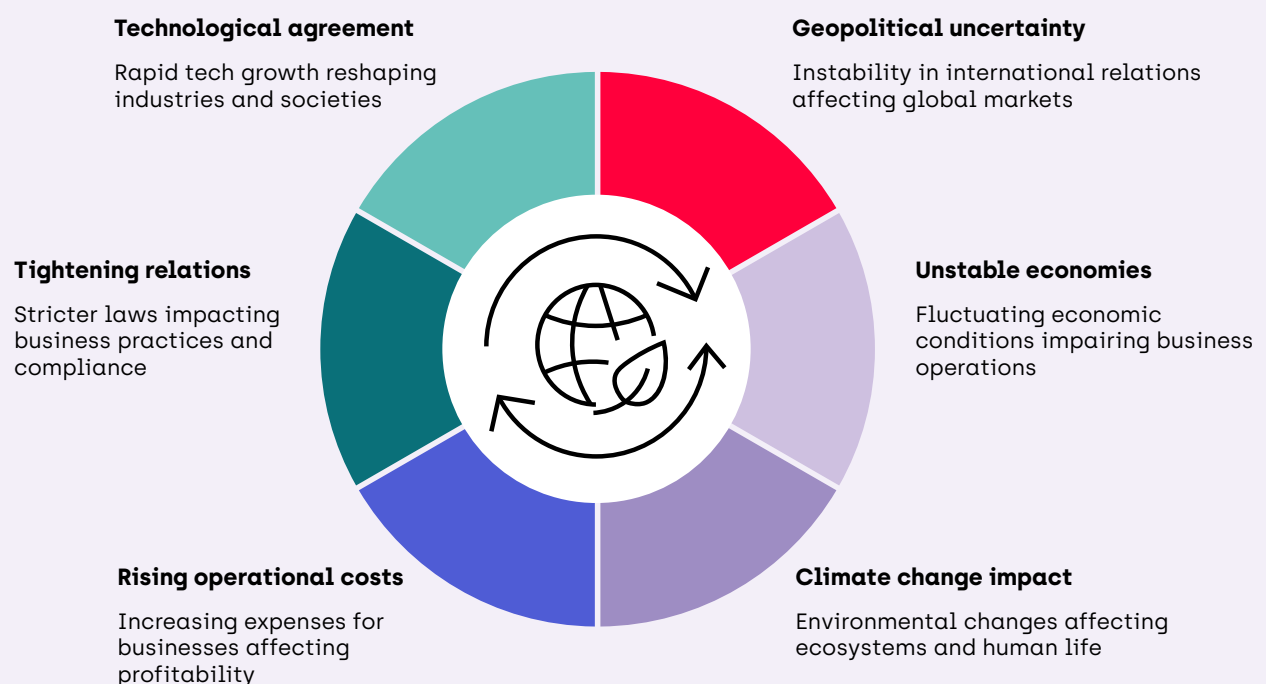 Technological agreement
Rapid tech growth reshaping
industries and societies
Geopolitical uncertainty
Instability in international relations
affecting global markets
Tightening relations
Stricter laws impacting
business practices and
compliance
Unstable economies
Fluctuating economic
conditions impairing business
operations
Rising operational costs
Increasing expenses for
businesses affecting
profitability
Climate change impact
Environmental changes affecting
ecosystems and human life